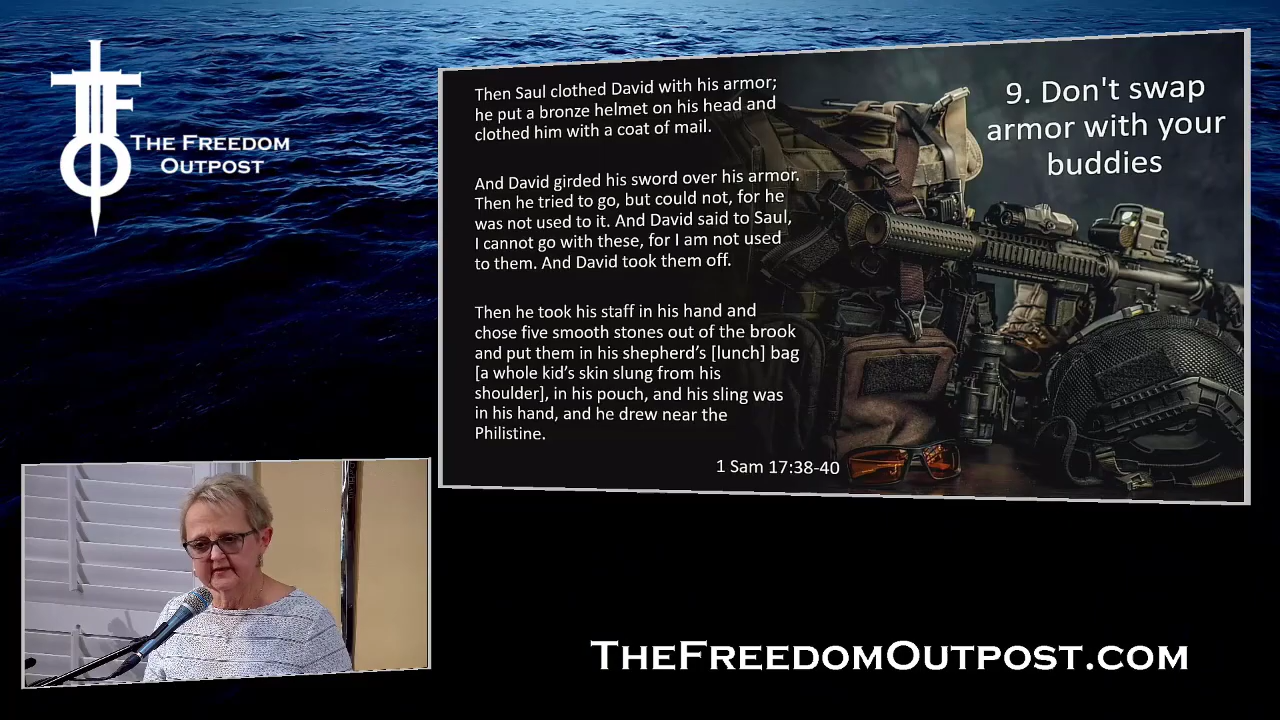 TF
THE FREEDOM
OUTPOST
Then Saul clothed David with his armor;
he put a bronze helmet on his head and
clothed him with a coat of mail.
And David girded his sword over his armor.
Then he tried to go, but could not, for he
was not used to it. And David said to Saul,
I cannot go with these, for I am not used
to them. And David took them off.
Then he took his staff in his hand and
chose five smooth stones out of the brook
and put them in his shepherd’s [lunch] bag
[a whole kid’s skin slung from his
shoulder], in his pouch, and his sling was
in his hand, and he drew near the
Philistine.
1 Sam 17:38-40
9. Don't swap
armor with your
buddies
THEFREEDOMOUTPOST.COM